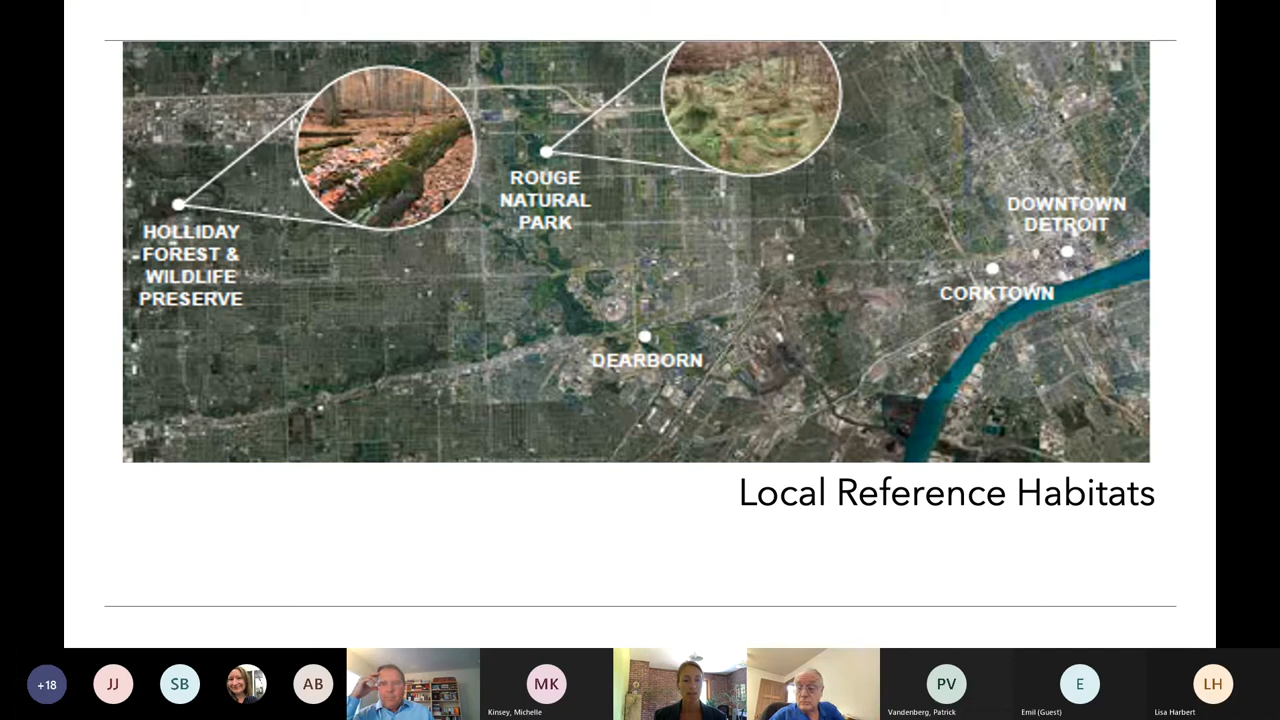 HOLLIDAY
FOREST &
WILDLIFE
PRESERVE
ROUGE
NATURAL
PARK
DEARBORN
DOWNTOWN
DETROIT
CORKTOWN
Local Reference Habitats
+18
JJ
SB
AB
MK
Kinsey, Michelle
PV
Vandenberg, Patrick
E
Emil (Guest)
LH
Lisa Harbert